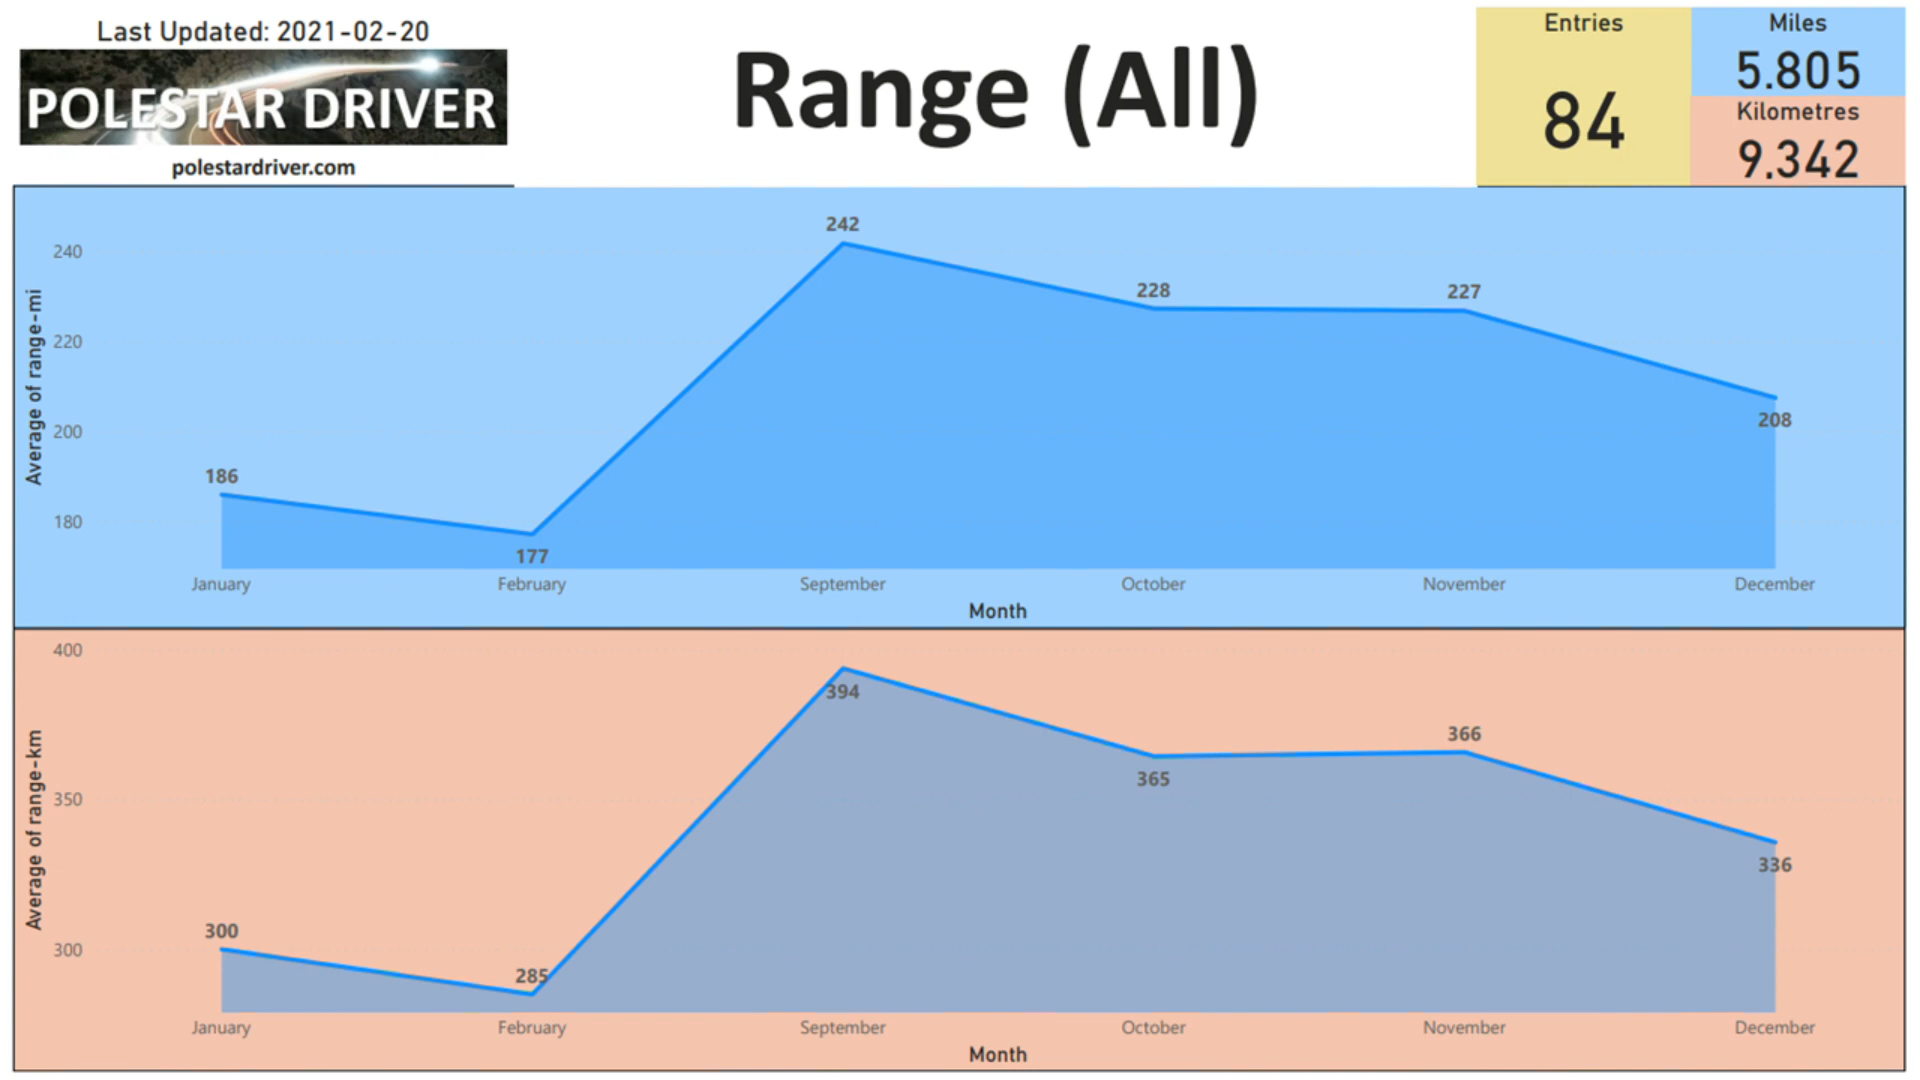 Last Updated: 2021-02-20
POLESTAR DRIVER
polestardriver.com
Range (All)
Entries
84
Miles
5.805
Kilometres
9.342
Average of range-mi
240
220
200
180
186
177
242
228
227
208
January February September October November December
Month
Average of range-km
400
350
300
300
285
394
365
366
336
January February September October November December
Month